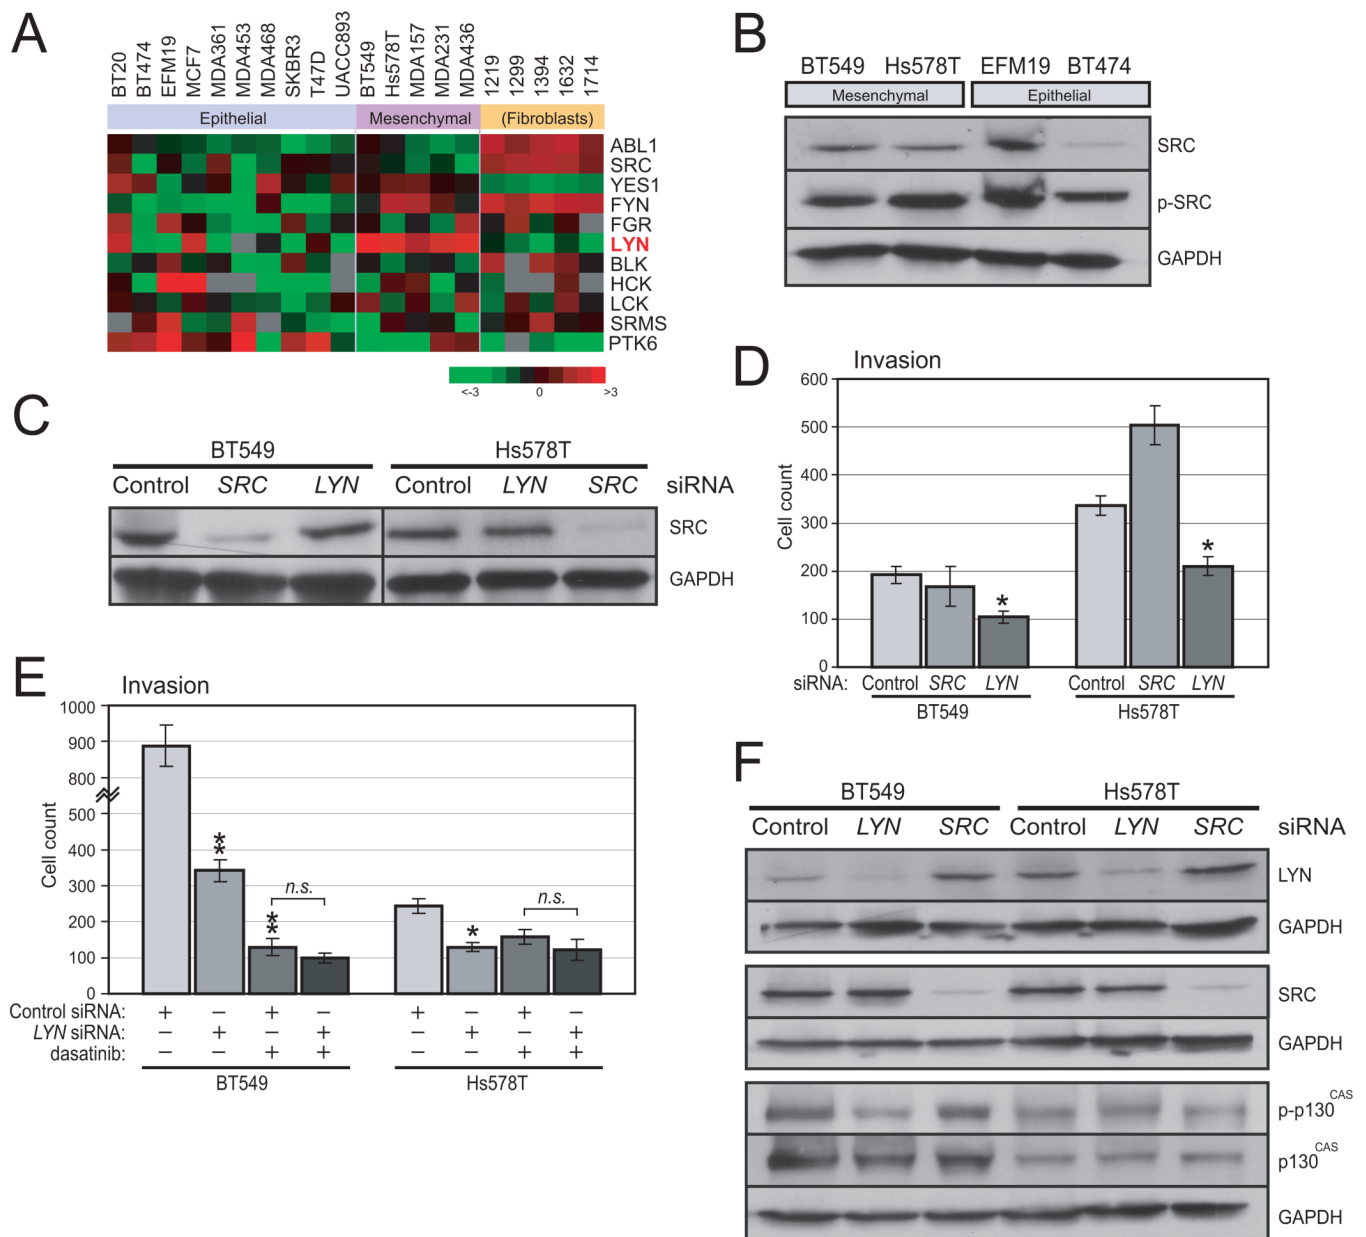 A
BT20
BT474
EFM19
MCF7
MDA361
MDA453
MDA468
SKBR3
T47D
UACC893
BT549
Hs578T
MDA157
MDA231
MDA436
1219
1299
1394
1632
1714
Epithelial
Mesenchymal
(Fibroblasts)
ABL1
SRC
YES1
FYN
FGR
LYN
BLK
HCK
LCK
SRMS
PTK6
<-3
0
>3
B
BT549 Hs578T EFM19 BT474
Mesenchymal Epithelial
SRC
p-SRC
GAPDH
C
BT549 Hs578T
Control SRC LYN Control LYN SRC siRNA
SRC
GAPDH
D
Invasion
Cell count
600
500
400
300
200
100
0
*
*
siRNA: Control SRC LYN Control SRC LYN
BT549 Hs578T
E
Invasion
Cell count
1000
900
800
500
400
300
200
100
0
**
**
n.s.
*
n.s.
Control siRNA: + − + − + − + −
LYN siRNA: − + − + − + − +
dasatinib: − − + + − − + +
BT549 Hs578T
F
BT549 Hs578T
Control LYN SRC Control LYN SRC siRNA
LYN
GAPDH
SRC
GAPDH
p-p130CAS
p130CAS
GAPDH